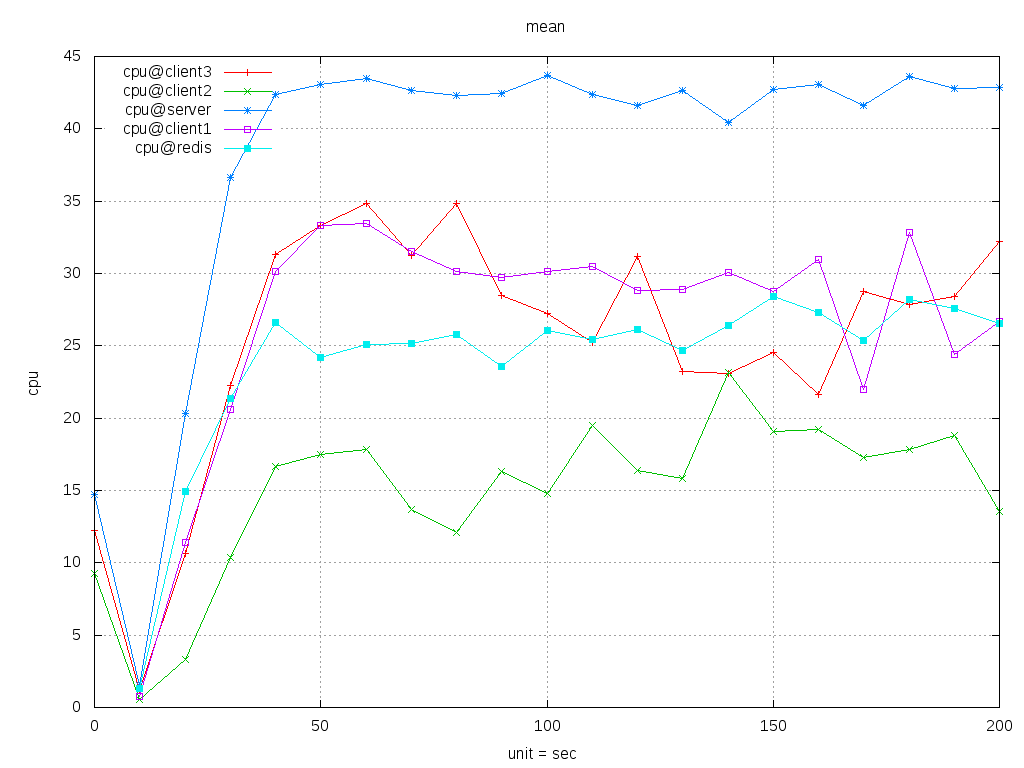 mean
45
40
35
30
25
20
15
10
5
0
cpu
cpu@client3
cpu@client2
cpu@server
cpu@client1
cpu@redis
0 50 100 150 200
unit = sec